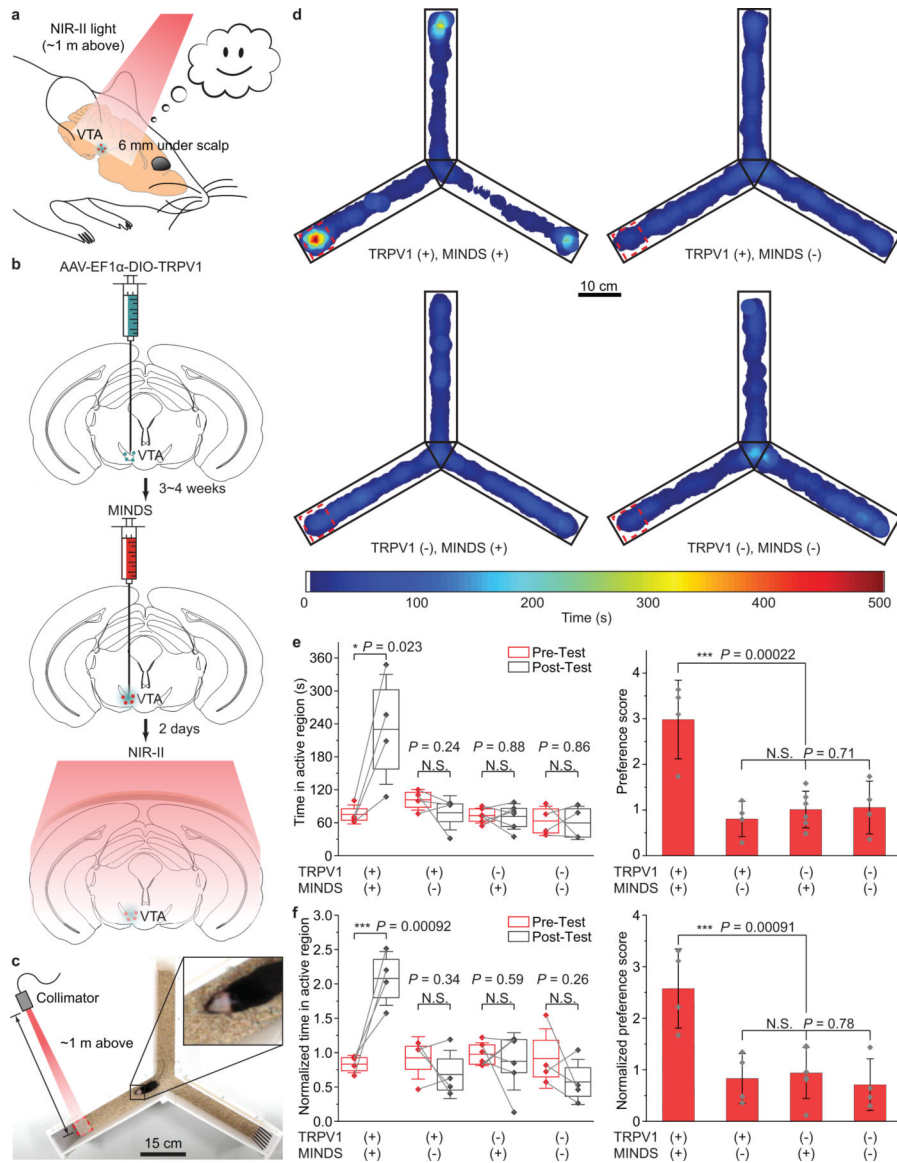 a
NIR-II light
(~1 m above)
VTA
6 mm under scalp
b
AAV-EF1α-DIO-TRPV1
VTA
3~4 weeks
MINDS
VTA
2 days
NIR-II
VTA
c
Collimator
~1 m above
15 cm
d
TRPV1 (+), MINDS (+)
TRPV1 (+), MINDS (-)
10 cm
TRPV1 (-), MINDS (+)
TRPV1 (-), MINDS (-)
0 100 200 300 400 500
Time (s)
e
* P = 0.023
Pre-Test
Post-Test
P = 0.24
P = 0.88
P = 0.86
N.S.
N.S.
N.S.
Time in active region (s)
360
300
240
180
120
60
0
TRPV1 (+) (+) (-) (-)
MINDS (+) (-) (+) (-)
*** P = 0.00022
N.S. P = 0.71
Preference score
4
3
2
1
0
TRPV1 (+) (+) (-) (-)
MINDS (+) (-) (+) (-)
f
*** P = 0.00092
Pre-Test
Post-Test
P = 0.34
P = 0.59
P = 0.26
N.S.
N.S.
N.S.
Normalized time in active region
3.0
2.5
2.0
1.5
1.0
0.5
0.0
TRPV1 (+) (+) (-) (-)
MINDS (+) (-) (+) (-)
*** P = 0.00091
N.S. P = 0.78
Normalized preference score
4
3
2
1
0
TRPV1 (+) (+) (-) (-)
MINDS (+) (-) (+) (-)